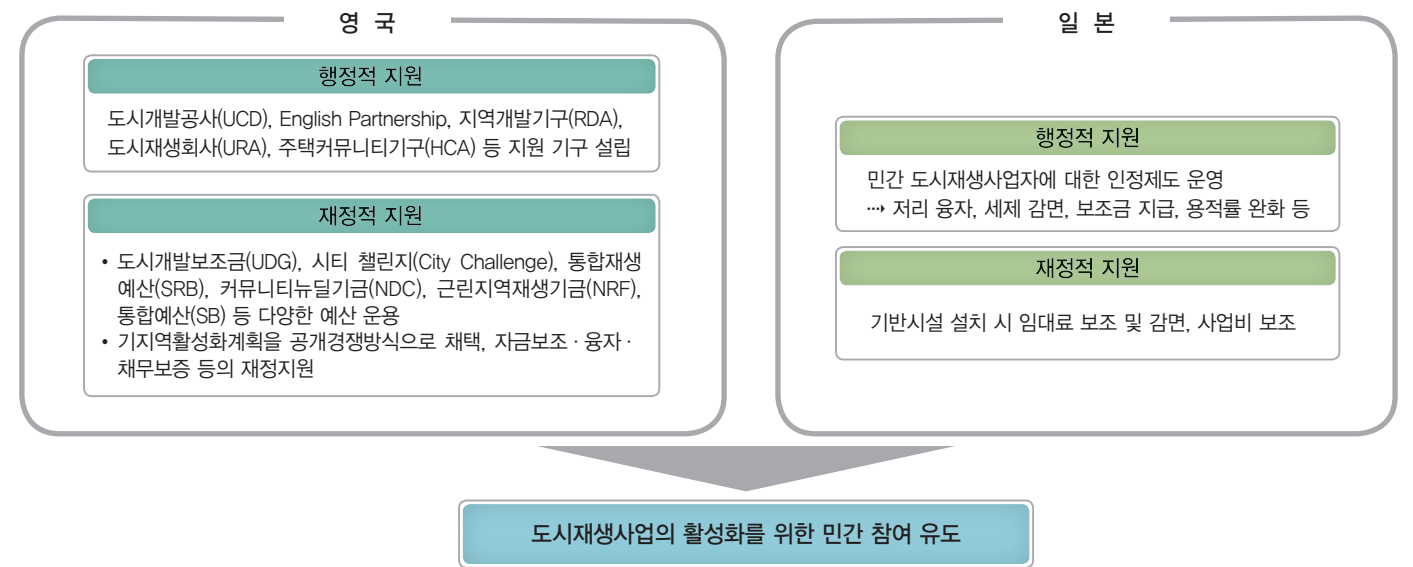 영 국
행정적 지원
도시개발공사(UCD), English Partnership, 지역개발기구(RDA),
도시재생회사(URA), 주택커뮤니티기구(HCA) 등 지원 기구 설립
재정적 지원
• 도시개발보조금(UDG), 시티 챌린지(City Challenge), 통합재생
예산(SRB), 커뮤니티뉴딜기금(NDC), 근린지역재생기금(NRF),
통합예산(SB) 등 다양한 예산 운용
• 기지역활성화계획을 공개경쟁방식으로 채택, 자금보조 · 융자 ·
채무보증 등의 재정지원
일 본
행정적 지원
민간 도시재생사업자에 대한 인정제도 운영
⇢ 저리 융자, 세제 감면, 보조금 지급, 용적률 완화 등
재정적 지원
기반시설 설치 시 임대료 보조 및 감면, 사업비 보조
도시재생사업의 활성화를 위한 민간 참여 유도